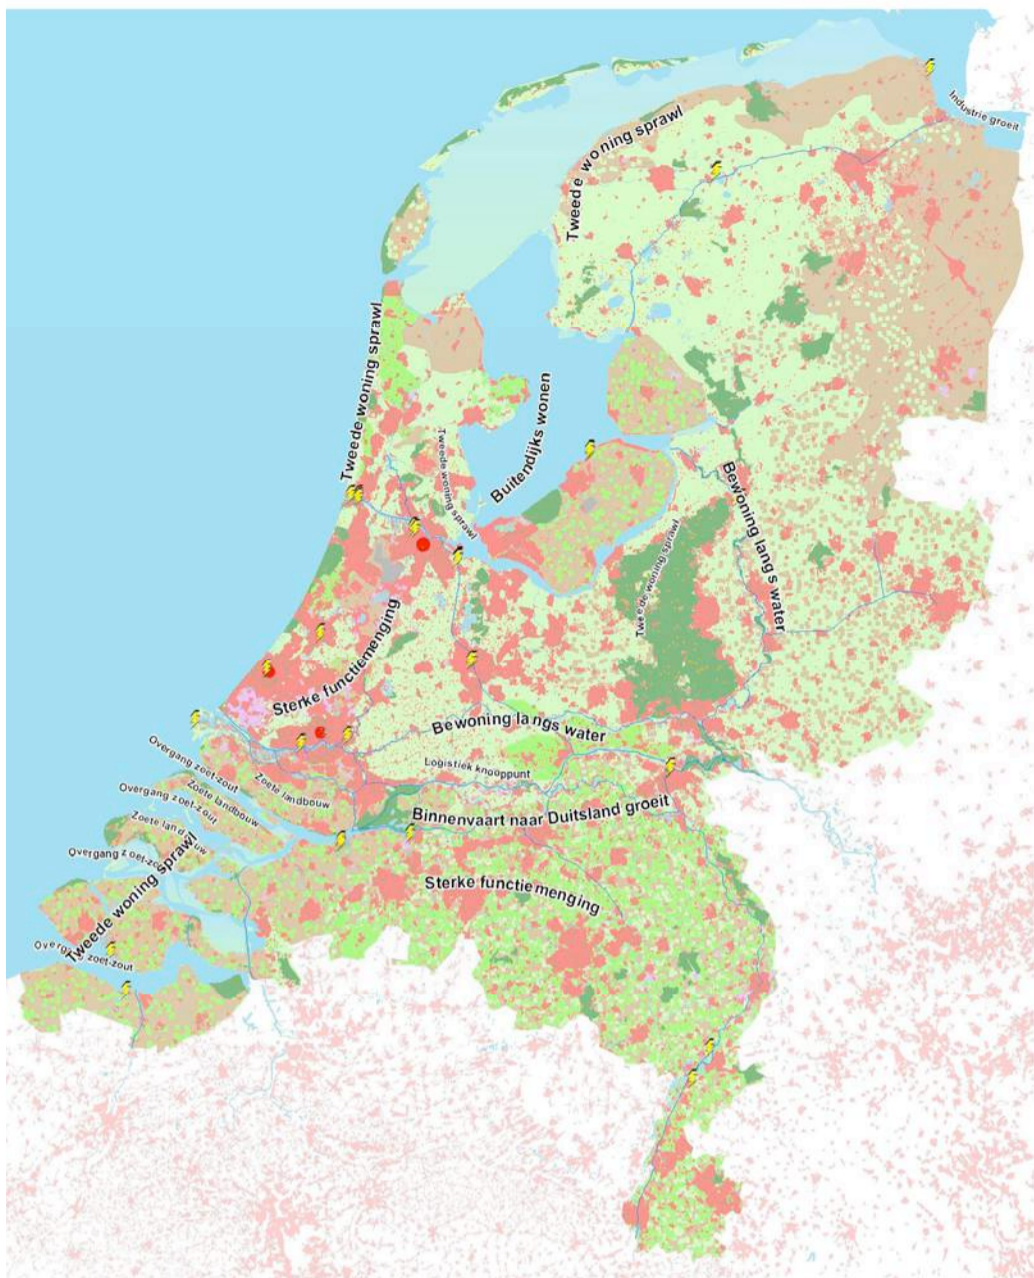 Industrie groeit
Tweede woning sprawl
Tweede woning sprawl
Buitendijks wonen
Tweede woning sprawl
Bewoning langs water
Tweede woning sprawl
Sterke functiemenging
Bewoning langs water
Logistiek knooppunt
Overgang zoet-zout
Zoete landbouw
Overgang zoet-zout
Zoete landbouw
Binnenvaart naar Duitsland groeit
Overgang zoet-zout
Tweede woning sprawl
Sterke functiemenging
Overgang zoet-zout